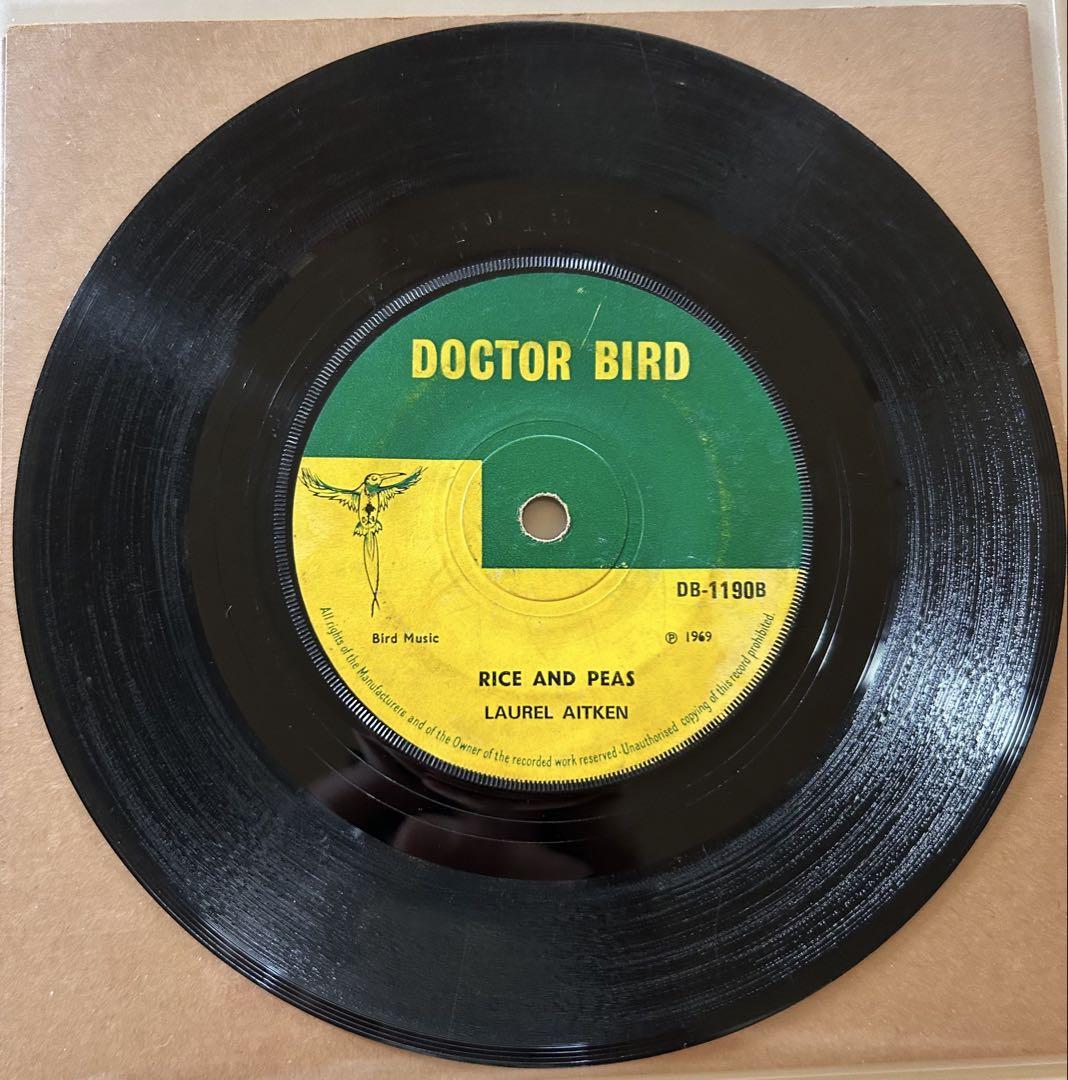 DOCTOR BIRD
DB-1190B
Bird Music
℗ 1969
RICE AND PEAS
LAUREL AITKEN
All rights of the Manufacturers and of the Owner of the recorded work reserved · Unauthorised copying of this record prohibited.